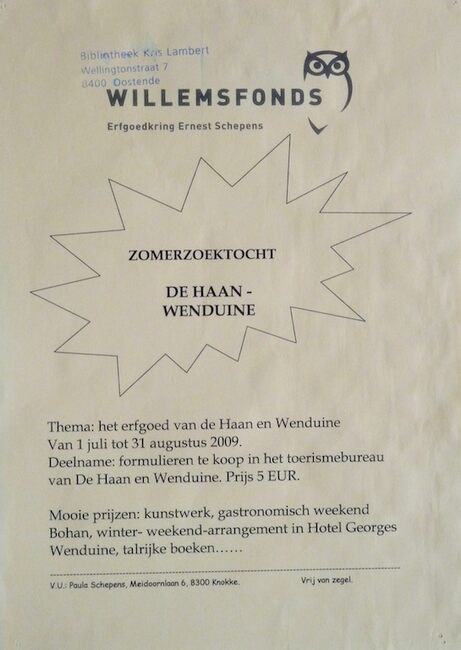 Bibliotheek Kris Lambert
Wellingtonstraat 7
8400 Oostende
WILLEMSFONDS
Erfgoedkring Ernest Schepens
ZOMERZOEKTOCHT
DE HAAN -
WENDUINE
Thema: het erfgoed van de Haan en Wenduine
Van 1 juli tot 31 augustus 2009.
Deelname: formulieren te koop in het toerismebureau
van De Haan en Wenduine. Prijs 5 EUR.
Mooie prijzen: kunstwerk, gastronomisch weekend
Bohan, winter- weekend-arrangement in Hotel Georges
Wenduine, talrijke boeken......
V.U.: Paula Schepens, Meidoornlaan 6, 8300 Knokke. Vrij van zegel.